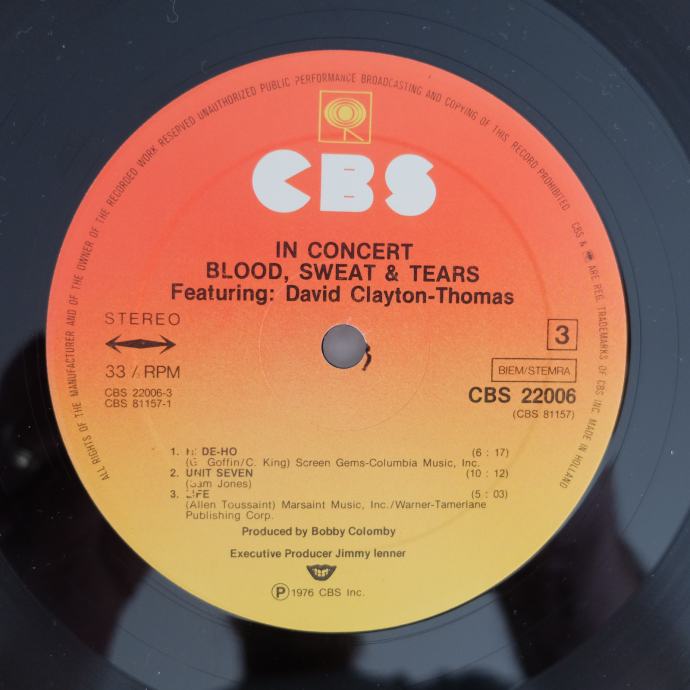 ALL RIGHTS OF THE MANUFACTURER AND OF THE OWNER OF THE RECORDED WORK RESERVED UNAUTHORIZED PUBLIC PERFORMANCE BROADCASTING AND COPYING OF THIS RECORD PROHIBITED CBS & ARE REG. TRADEMARKS OF CBS INC. MADE IN HOLLAND
CBS
IN CONCERT
BLOOD, SWEAT & TEARS
Featuring: David Clayton-Thomas
STEREO
3
33 / RPM
BIEM/STEMRA
CBS 22006-3
CBS 22006
CBS 81157-1
(CBS 81157)
1. DE-HO (6 : 17)
(G. Goffin/C. King) Screen Gems-Columbia Music, Inc.
2. UNIT SEVEN (10 : 12)
(Sam Jones)
3. LIFE (5 : 03)
(Allen Toussaint) Marsaint Music, Inc./Warner-Tamerlane
Publishing Corp.
Produced by Bobby Colomby
Executive Producer Jimmy Ienner
Ⓟ 1976 CBS Inc.